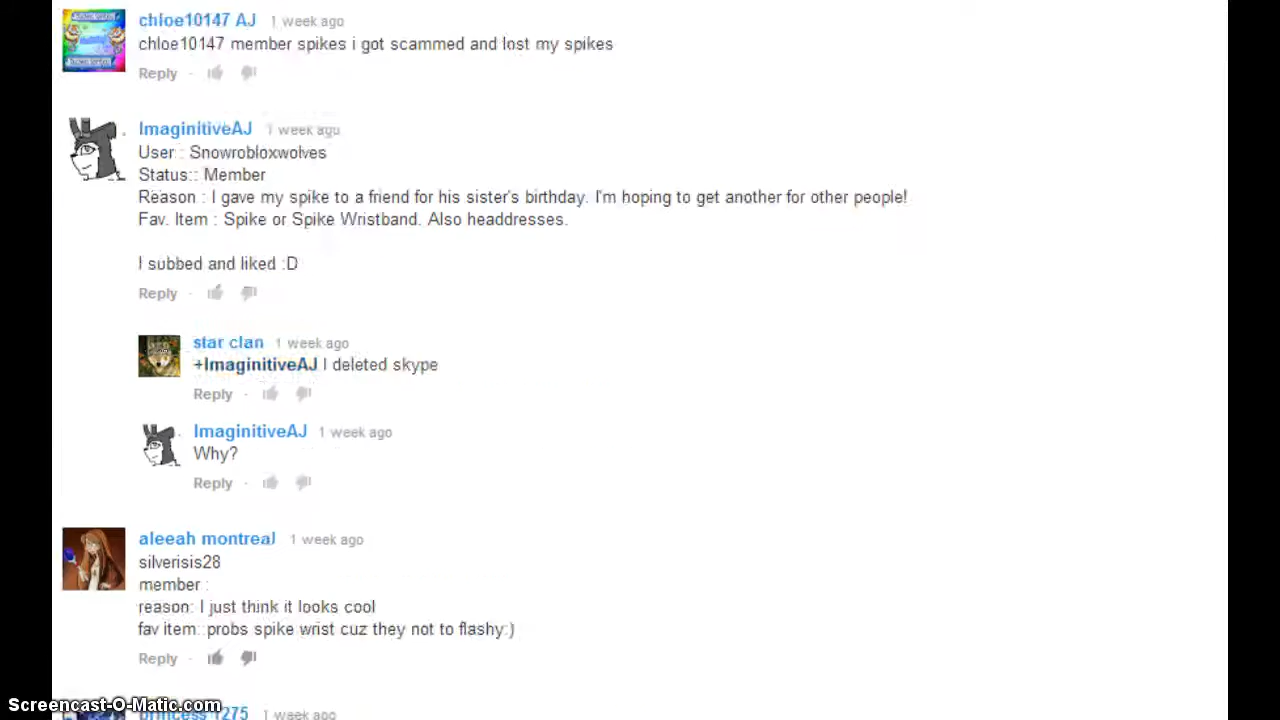 chloe10147 AJ 1 week ago
chloe10147 member spikes i got scammed and lost my spikes
Reply
ImaginitiveAJ 1 week ago
User : Snowrobloxwolves
Status:: Member
Reason : I gave my spike to a friend for his sister's birthday. I'm hoping to get another for other people!
Fav. Item : Spike or Spike Wristband. Also headdresses.
I subbed and liked :D
Reply
star clan 1 week ago
+ImaginitiveAJ I deleted skype
Reply
ImaginitiveAJ 1 week ago
Why?
Reply
aleeah montreal 1 week ago
silverisis28
member :
reason: I just think it looks cool
fav item:: probs spike wrist cuz they not to flashy:)
Reply
princess 1275 1 week ago
Screencast-O-Matic.com